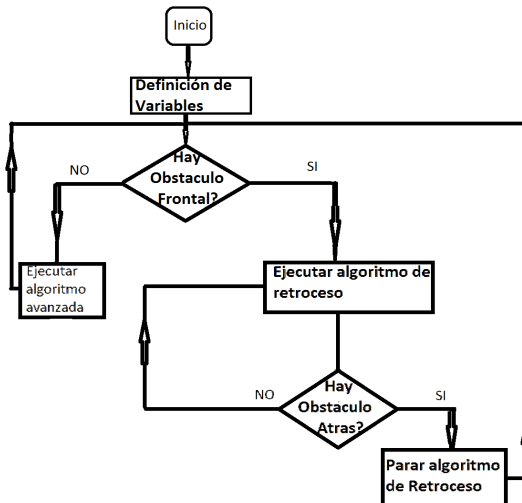 Inicio
Definición de
Variables
Hay
Obstaculo
Frontal?
NO
SI
Ejecutar
algoritmo
avanzada
Ejecutar algoritmo de
retroceso
Hay
Obstaculo
Atras?
NO
SI
Parar algoritmo
de Retroceso